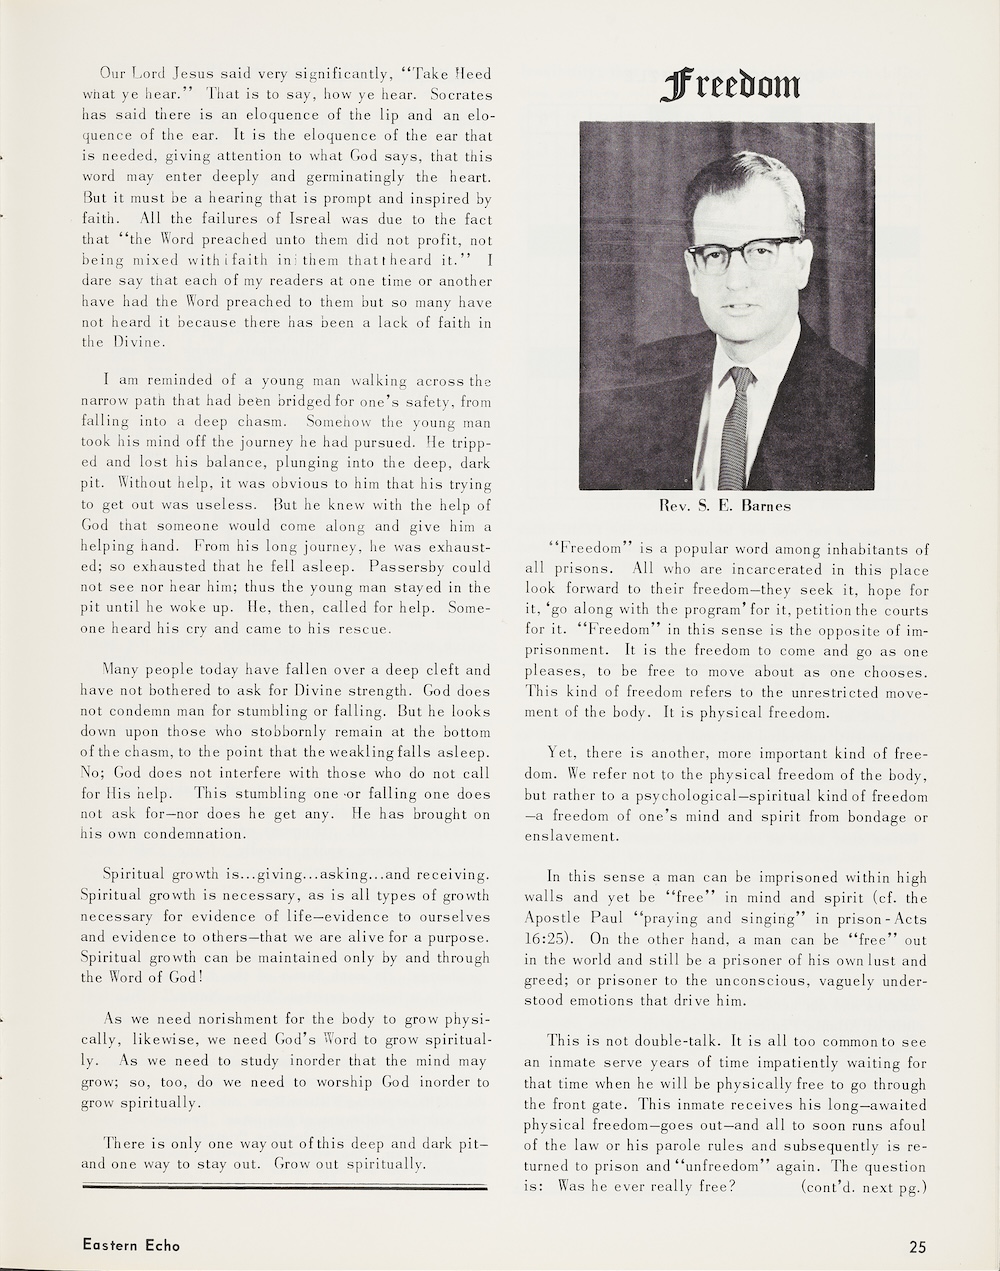 Our Lord Jesus said very significantly, “Take Heed
what ye hear.” That is to say, how ye hear. Socrates
has said there is an eloquence of the lip and an elo-
quence of the ear. It is the eloquence of the ear that
is needed, giving attention to what God says, that this
word may enter deeply and germinatingly the heart.
But it must be a hearing that is prompt and inspired by
faith. All the failures of Isreal was due to the fact
that “the Word preached unto them did not profit, not
being mixed with faith in them that heard it.” I
dare say that each of my readers at one time or another
have had the Word preached to them but so many have
not heard it because there has been a lack of faith in
the Divine.
I am reminded of a young man walking across the
narrow path that had been bridged for one's safety, from
falling into a deep chasm. Somehow the young man
took his mind off the journey he had pursued. He tripp-
ed and lost his balance, plunging into the deep, dark
pit. Without help, it was obvious to him that his trying
to get out was useless. But he knew with the help of
God that someone would come along and give him a
helping hand. From his long journey, he was exhaust-
ed; so exhausted that he fell asleep. Passersby could
not see nor hear him; thus the young man stayed in the
pit until he woke up. He, then, called for help. Some-
one heard his cry and came to his rescue.
Many people today have fallen over a deep cleft and
have not bothered to ask for Divine strength. God does
not condemn man for stumbling or falling. But he looks
down upon those who stobbornly remain at the bottom
of the chasm, to the point that the weakling falls asleep.
No; God does not interfere with those who do not call
for His help. This stumbling one or falling one does
not ask for—nor does he get any. He has brought on
his own condemnation.
Spiritual growth is...giving...asking...and receiving.
Spiritual growth is necessary, as is all types of growth
necessary for evidence of life—evidence to ourselves
and evidence to others—that we are alive for a purpose.
Spiritual growth can be maintained only by and through
the Word of God!
As we need norishment for the body to grow physi-
cally, likewise, we need God's Word to grow spiritual-
ly. As we need to study inorder that the mind may
grow; so, too, do we need to worship God inorder to
grow spiritually.
There is only one way out of this deep and dark pit—
and one way to stay out. Grow out spiritually.
Freedom
Rev. S. E. Barnes
“Freedom” is a popular word among inhabitants of
all prisons. All who are incarcerated in this place
look forward to their freedom—they seek it, hope for
it, ‘go along with the program’ for it, petition the courts
for it. “Freedom” in this sense is the opposite of im-
prisonment. It is the freedom to come and go as one
pleases, to be free to move about as one chooses.
This kind of freedom refers to the unrestricted move-
ment of the body. It is physical freedom.
Yet, there is another, more important kind of free-
dom. We refer not to the physical freedom of the body,
but rather to a psychological—spiritual kind of freedom
—a freedom of one's mind and spirit from bondage or
enslavement.
In this sense a man can be imprisoned within high
walls and yet be “free” in mind and spirit (cf. the
Apostle Paul “praying and singing” in prison - Acts
16:25). On the other hand, a man can be “free” out
in the world and still be a prisoner of his own lust and
greed; or prisoner to the unconscious, vaguely under-
stood emotions that drive him.
This is not double-talk. It is all too common to see
an inmate serve years of time impatiently waiting for
that time when he will be physically free to go through
the front gate. This inmate receives his long—awaited
physical freedom—goes out—and all to soon runs afoul
of the law or his parole rules and subsequently is re-
turned to prison and “unfreedom” again. The question
is: Was he ever really free? (cont'd. next pg.)
Eastern Echo
25